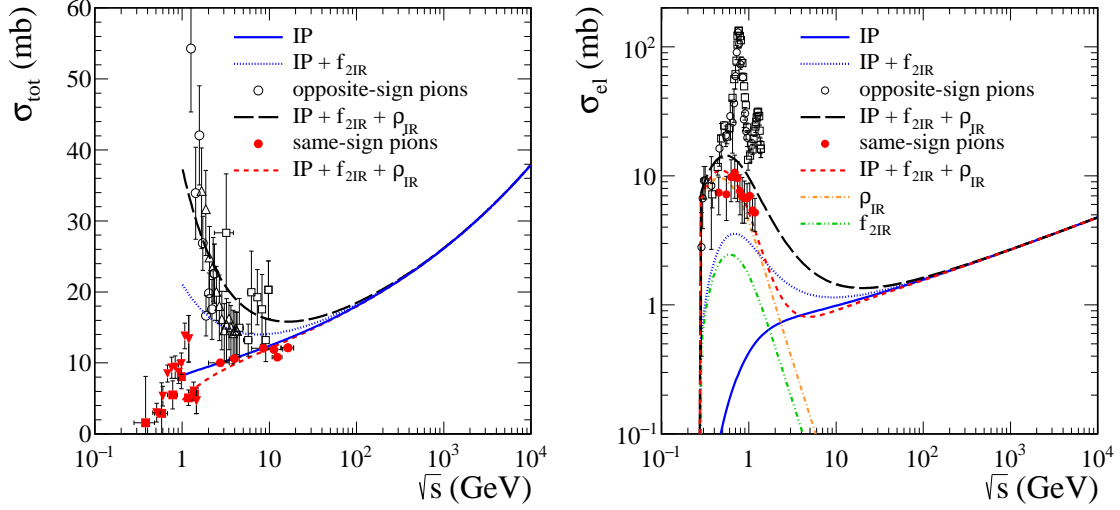 σtot (mb)
60
50
40
30
20
10
0
IP
IP + f2IR
opposite-sign pions
IP + f2IR + ρIR
same-sign pions
IP + f2IR + ρIR
10−1 1 10 10² 10³ 10⁴
√s (GeV)
σel (mb)
10²
10
1
10−1
IP
IP + f2IR
opposite-sign pions
IP + f2IR + ρIR
same-sign pions
IP + f2IR + ρIR
ρIR
f2IR
10−1 1 10 10² 10³ 10⁴
√s (GeV)